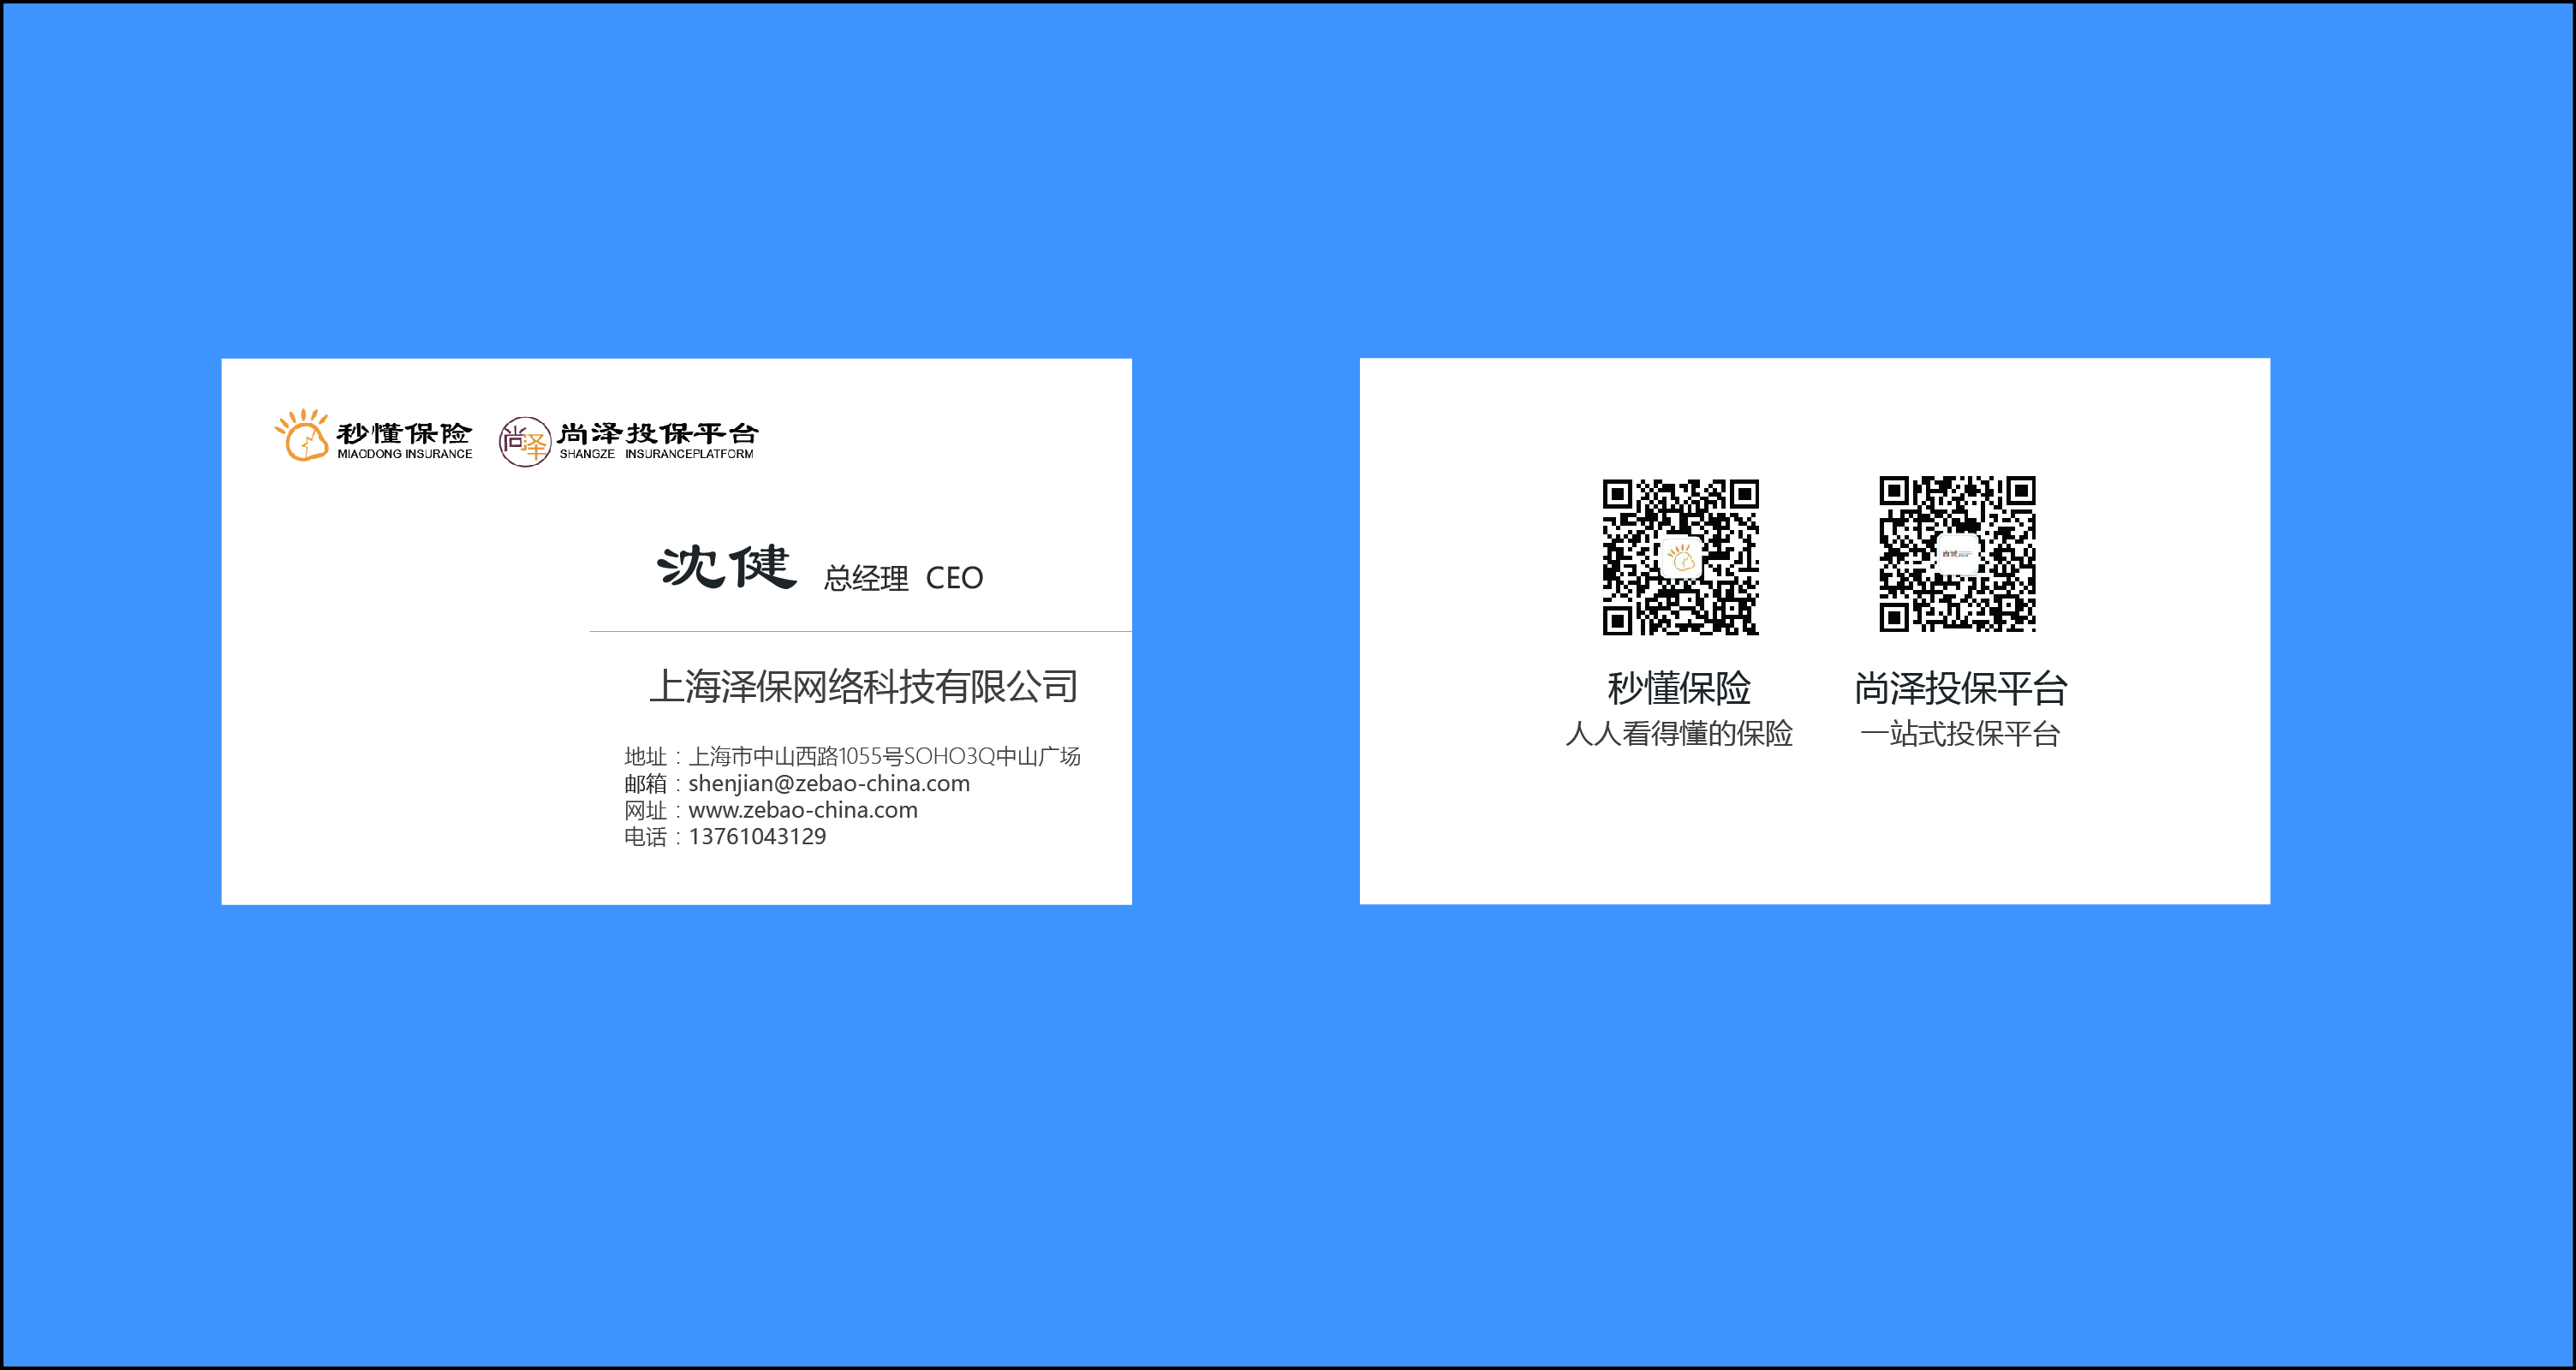 秒懂保险
MIAODONG INSURANCE
尚泽
尚泽投保平台
SHANGZE INSURANCEPLATFORM
沈健 总经理 CEO
上海泽保网络科技有限公司
地址：上海市中山西路1055号SOHO3Q中山广场
邮箱：shenjian@zebao-china.com
网址：www.zebao-china.com
电话：13761043129
秒懂保险
人人看得懂的保险
尚泽投保平台
一站式投保平台